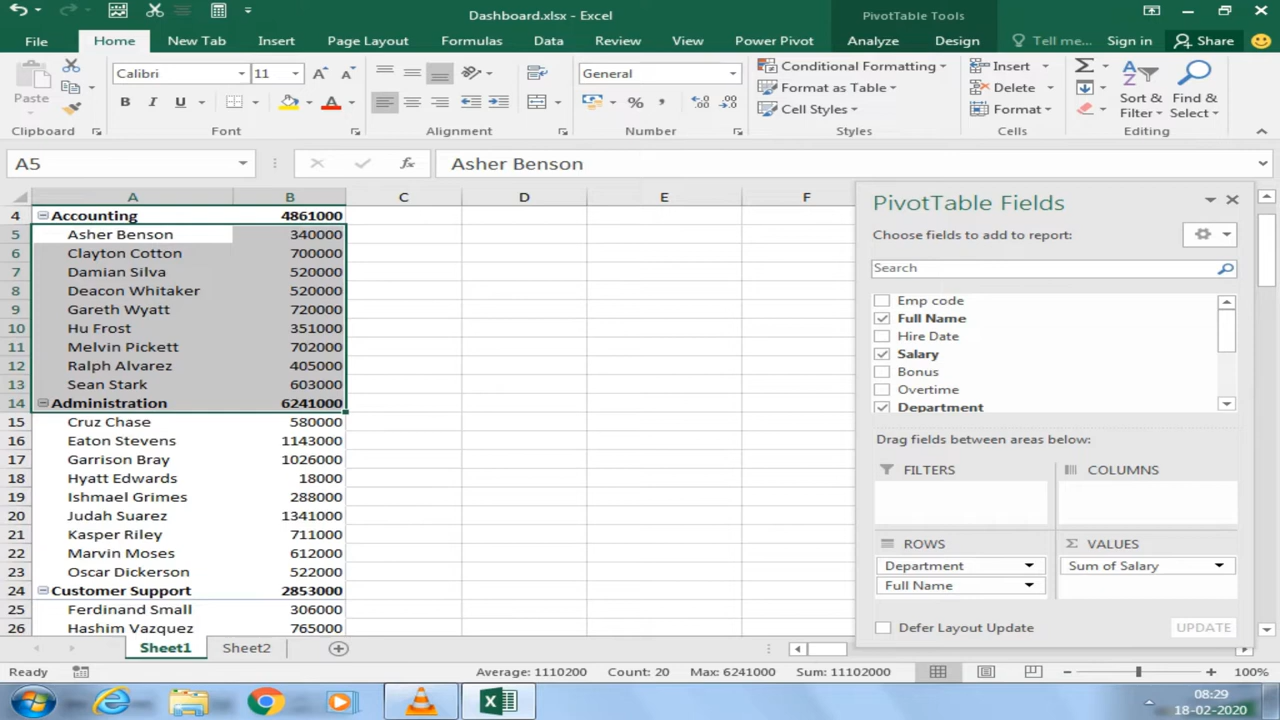 Dashboard.xlsx - Excel
PivotTable Tools
File Home New Tab Insert Page Layout Formulas Data Review View Power Pivot Analyze Design Tell me... Sign in Share
Paste
Clipboard
Calibri 11
B I U A
Font
Alignment
General
% ,
Number
Conditional Formatting
Format as Table
Cell Styles
Styles
Insert
Delete
Format
Cells
Sort & Filter
Find & Select
Editing
A5 fx Asher Benson
A B C D E F
4 Accounting 4861000
5 Asher Benson 340000
6 Clayton Cotton 700000
7 Damian Silva 520000
8 Deacon Whitaker 520000
9 Gareth Wyatt 720000
10 Hu Frost 351000
11 Melvin Pickett 702000
12 Ralph Alvarez 405000
13 Sean Stark 603000
14 Administration 6241000
15 Cruz Chase 580000
16 Eaton Stevens 1143000
17 Garrison Bray 1026000
18 Hyatt Edwards 18000
19 Ishmael Grimes 288000
20 Judah Suarez 1341000
21 Kasper Riley 711000
22 Marvin Moses 612000
23 Oscar Dickerson 522000
24 Customer Support 2853000
25 Ferdinand Small 306000
26 Hashim Vazquez 765000
PivotTable Fields
Choose fields to add to report:
Search
Emp code
Full Name
Hire Date
Salary
Bonus
Overtime
Department
Drag fields between areas below:
FILTERS COLUMNS
ROWS VALUES
Department Sum of Salary
Full Name
Defer Layout Update UPDATE
Sheet1 Sheet2
Ready Average: 1110200 Count: 20 Max: 6241000 Sum: 11102000 100%
08:29
18-02-2020